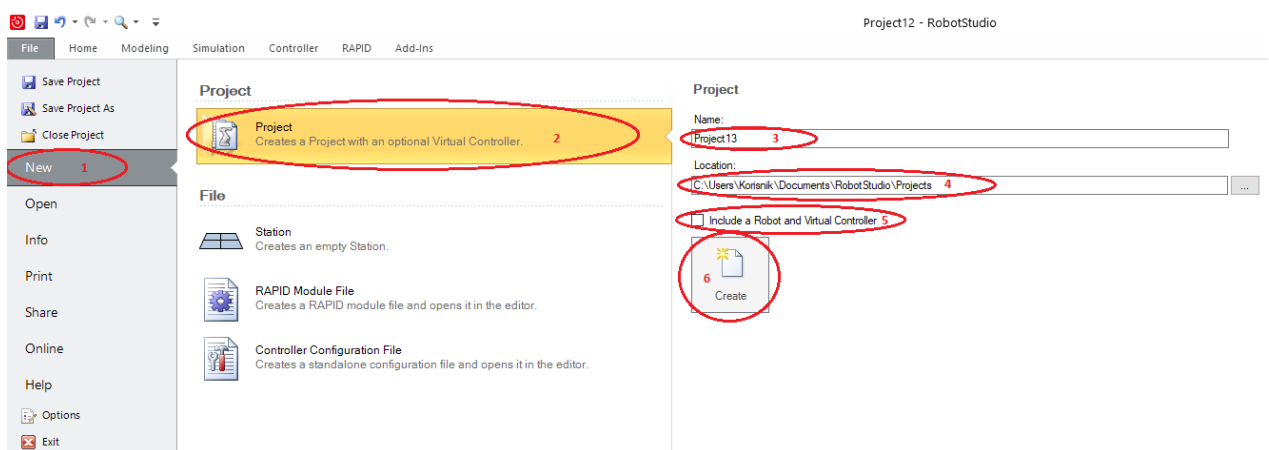 Project12 - RobotStudio
File Home Modeling Simulation Controller RAPID Add-Ins
Save Project
Save Project As
Close Project
New 1
Open
Info
Print
Share
Online
Help
Options
Exit
Project
Project
Creates a Project with an optional Virtual Controller. 2
File
Station
Creates an empty Station.
RAPID Module File
Creates a RAPID module file and opens it in the editor.
Controller Configuration File
Creates a standalone configuration file and opens it in the editor.
Project
Name:
Project13 3
Location:
C:\Users\Korisnik\Documents\RobotStudio\Projects 4 ...
Include a Robot and Virtual Controller 5
6
Create